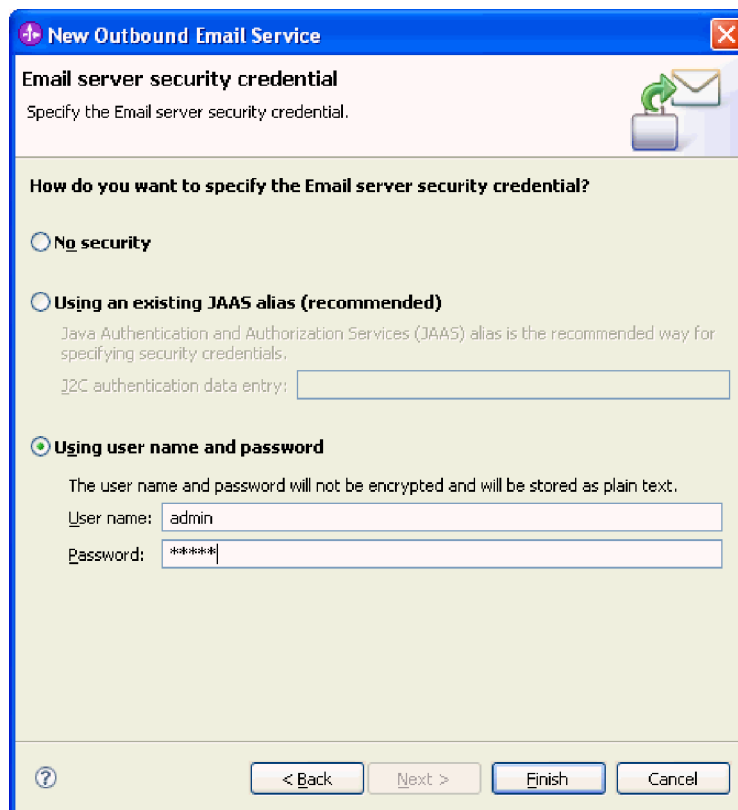 New Outbound Email Service
Email server security credential
Specify the Email server security credential.
How do you want to specify the Email server security credential?
No security
Using an existing JAAS alias (recommended)
Java Authentication and Authorization Services (JAAS) alias is the recommended way for
specifying security credentials.
J2C authentication data entry:
Using user name and password
The user name and password will not be encrypted and will be stored as plain text.
User name: admin
Password: *****
? < Back Next > Finish Cancel